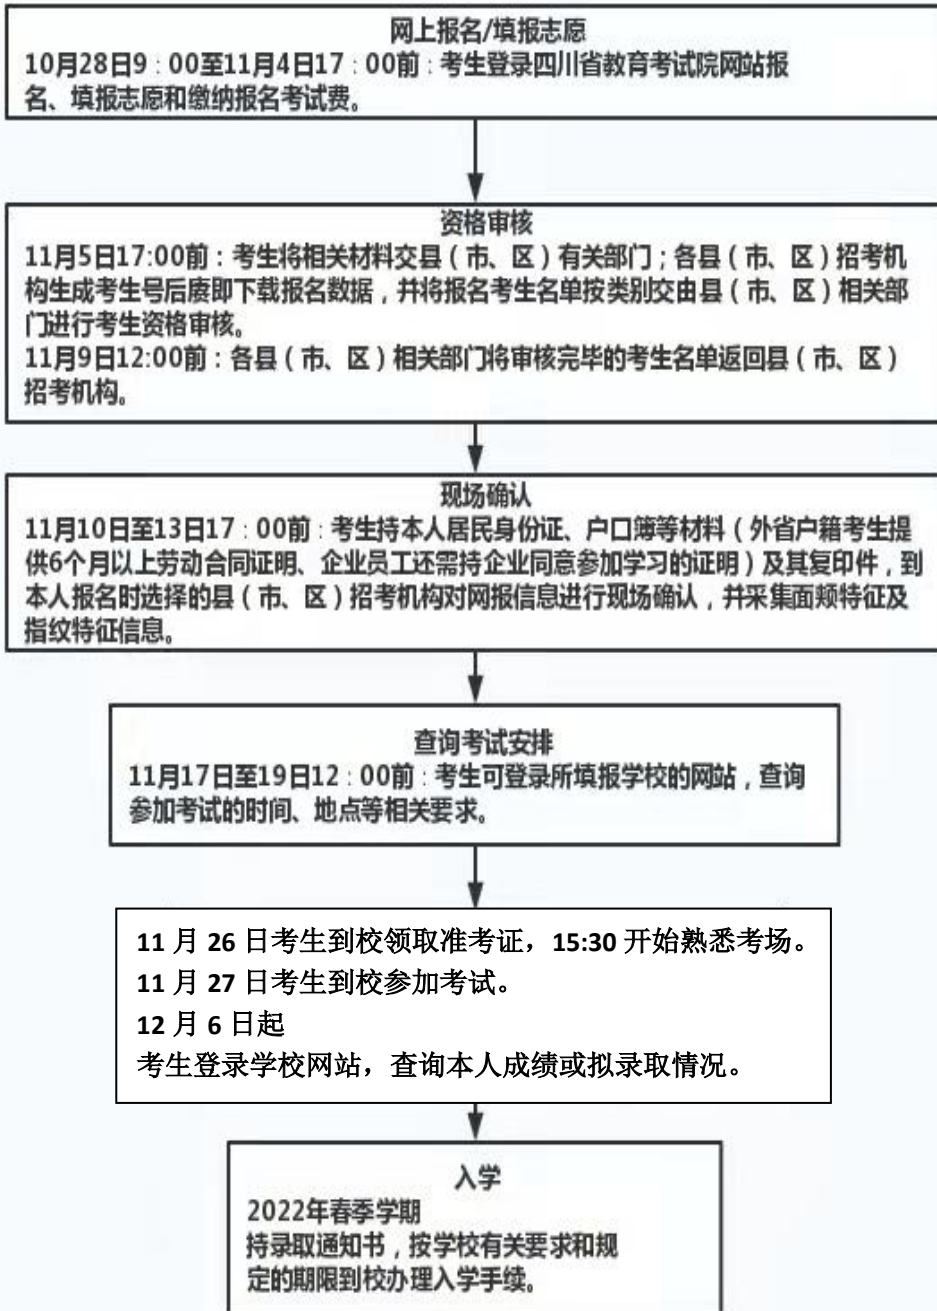 网上报名/填报志愿
10月28日9：00至11月4日17：00前：考生登录四川省教育考试院网站报
名、填报志愿和缴纳报名考试费。
资格审核
11月5日17:00前：考生将相关材料交县（市、区）有关部门；各县（市、区）招考机
构生成考生号后赓即下载报名数据，并将报名考生名单按类别交由县（市、区）相关部
门进行考生资格审核。
11月9日12:00前：各县（市、区）相关部门将审核完毕的考生名单返回县（市、区）
招考机构。
现场确认
11月10日至13日17：00前：考生持本人居民身份证、户口簿等材料（外省户籍考生提
供6个月以上劳动合同证明、企业员工还需持企业同意参加学习的证明）及其复印件，到
本人报名时选择的县（市、区）招考机构对网报信息进行现场确认，并采集面颊特征及
指纹特征信息。
查询考试安排
11月17日至19日12：00前：考生可登录所填报学校的网站，查询
参加考试的时间、地点等相关要求。
11 月 26 日考生到校领取准考证，15:30 开始熟悉考场。
11 月 27 日考生到校参加考试。
12 月 6 日起
考生登录学校网站，查询本人成绩或拟录取情况。
入学
2022年春季学期
持录取通知书，按学校有关要求和规
定的期限到校办理入学手续。